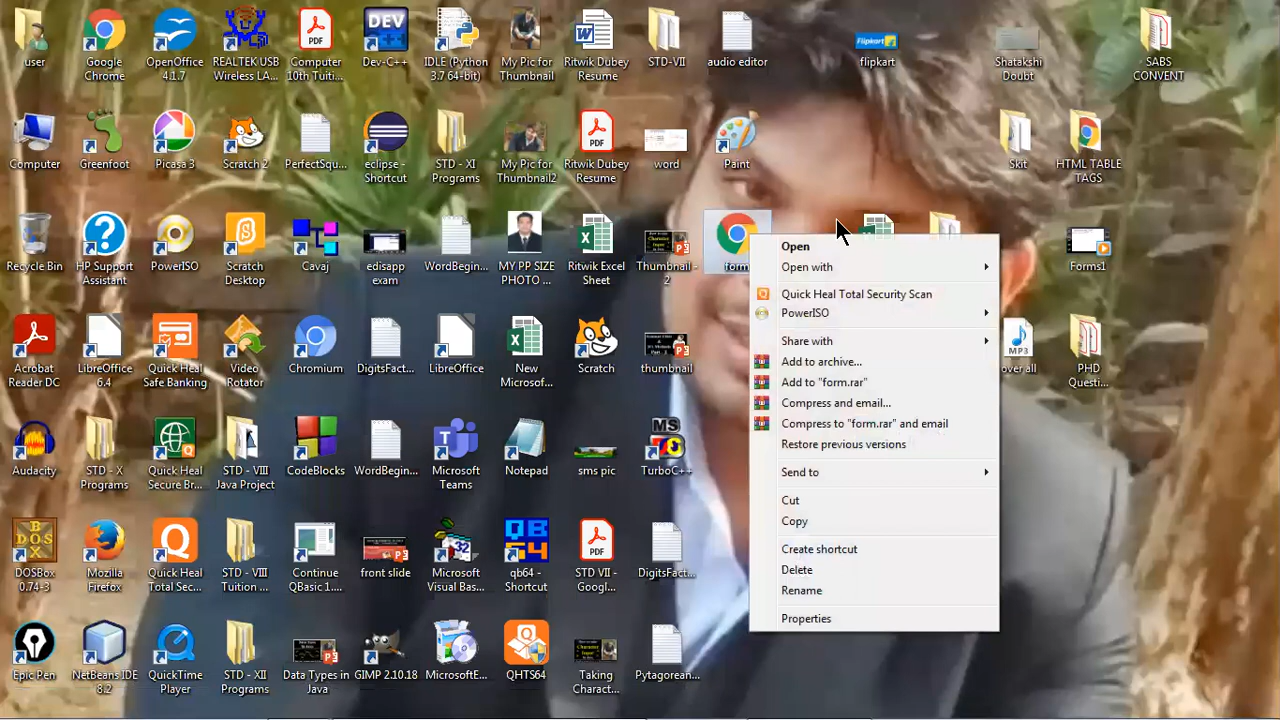 user
Google
Chrome
OpenOffice
4.1.7
REALTEK USB
Wireless LA...
PDF
Computer
10th Tuiti...
DEV
Dev-C++
IDLE (Python
3.7 64-bit)
My Pic for
Thumbnail
Ritwik Dubey
Resume
STD-VII
audio editor
Flipkart
flipkart
Shatakshi
Doubt
SABS
CONVENT
Computer
Greenfoot
Picasa 3
Scratch 2
PerfectSqu...
eclipse -
Shortcut
STD - XI
Programs
My Pic for
Thumbnail2
PDF
Ritwik Dubey
Resume
word
Paint
Skit
HTML TABLE
TAGS
Recycle Bin
HP Support
Assistant
PowerISO
Scratch
Desktop
Cavaj
edisapp
exam
WordBegin...
MY PP SIZE
PHOTO ...
Ritwik Excel
Sheet
Thumbnail -
2
form
Forms1
Open
Open with
Quick Heal Total Security Scan
PowerISO
Share with
Add to archive...
Add to "form.rar"
Compress and email...
Compress to "form.rar" and email
Restore previous versions
Send to
Cut
Copy
Create shortcut
Delete
Rename
Properties
Acrobat
Reader DC
LibreOffice
6.4
Quick Heal
Safe Banking
Video
Rotator
Chromium
DigitsFact...
LibreOffice
New
Microsof...
Scratch
thumbnail
MP3
over all
PHD
Questi...
Audacity
STD - X
Programs
Quick Heal
Secure Br...
STD - VIII
Java Project
CodeBlocks
WordBegin...
Microsoft
Teams
Notepad
sms pic
MS
TurboC++
DOSBox
0.74-3
Mozilla
Firefox
Quick Heal
Total Sec...
STD - VIII
Tuition ...
Continue
QBasic 1....
front slide
Microsoft
Visual Bas...
QB
64
qb64 -
Shortcut
PDF
STD VII -
Googl...
DigitsFact...
Epic Pen
NetBeans IDE
8.2
QuickTime
Player
STD - XII
Programs
Data Types in
Java
GIMP 2.10.18
MicrosoftE...
QHTS64
Taking
Charact...
Pytagorean...